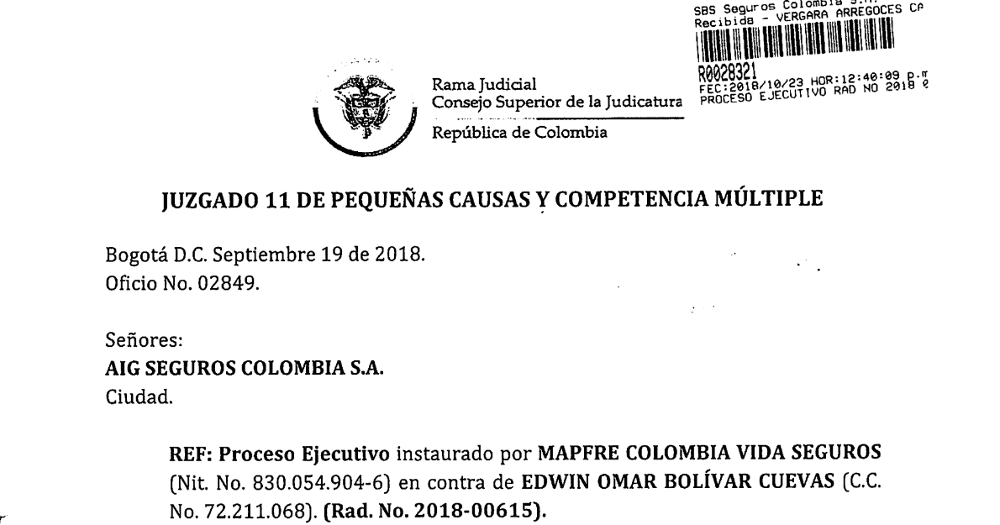 SBS Seguros Colombia S.A.
Recibida - VERGARA ARREGOCES CA
R0028321
FEC:2018/10/23 HOR:12:40:09 p.m
PROCESO EJECUTIVO RAD NO 2018
Rama Judicial
Consejo Superior de la Judicatura
República de Colombia
JUZGADO 11 DE PEQUEÑAS CAUSAS Y COMPETENCIA MÚLTIPLE
Bogotá D.C. Septiembre 19 de 2018.
Oficio No. 02849.
Señores:
AIG SEGUROS COLOMBIA S.A.
Ciudad.
REF: Proceso Ejecutivo instaurado por MAPFRE COLOMBIA VIDA SEGUROS
(Nit. No. 830.054.904-6) en contra de EDWIN OMAR BOLÍVAR CUEVAS (C.C.
No. 72.211.068). (Rad. No. 2018-00615).